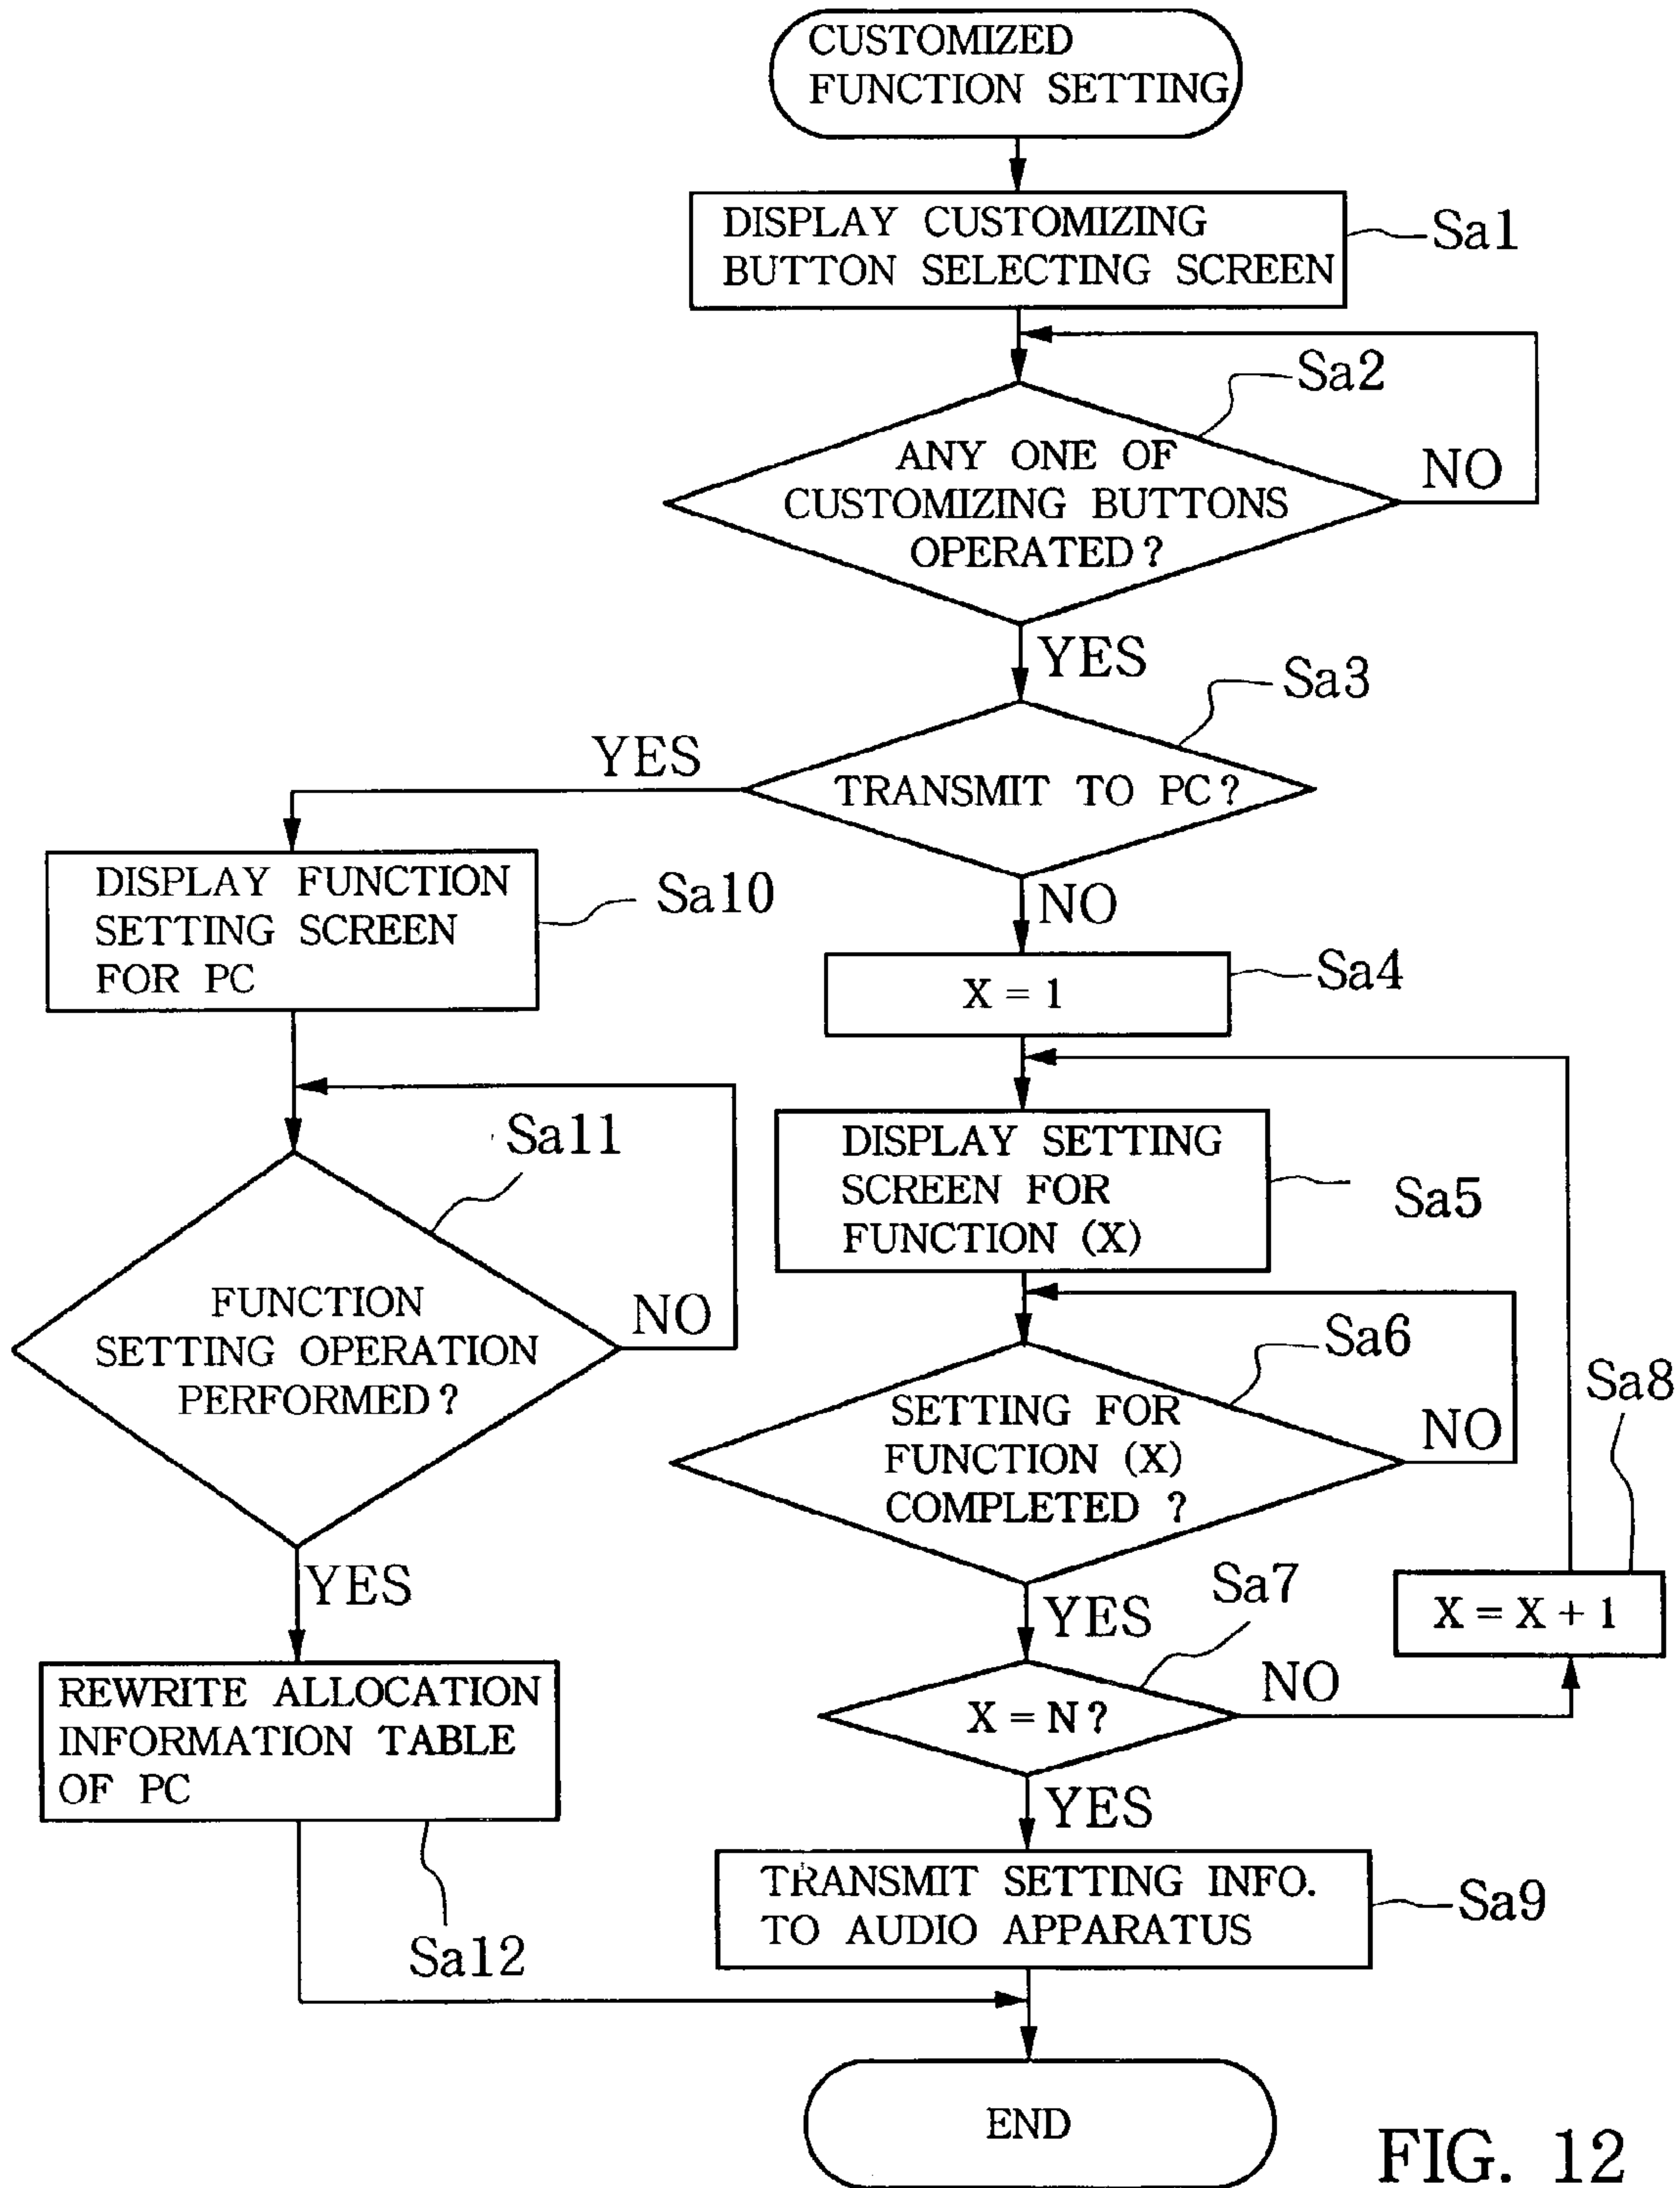 CUSTOMIZED
FUNCTION SETTING
DISPLAY CUSTOMIZING
BUTTON SELECTING SCREEN
Sa1
Sa2
ANY ONE OF
CUSTOMIZING BUTTONS
OPERATED?
NO
YES
Sa3
TRANSMIT TO PC?
YES
NO
DISPLAY FUNCTION
SETTING SCREEN
FOR PC
Sa10
X = 1
Sa4
Sa11
FUNCTION
SETTING OPERATION
PERFORMED?
NO
YES
DISPLAY SETTING
SCREEN FOR
FUNCTION (X)
Sa5
Sa6
SETTING FOR
FUNCTION (X)
COMPLETED ?
NO
YES
Sa8
X = X + 1
Sa7
X = N?
NO
YES
REWRITE ALLOCATION
INFORMATION TABLE
OF PC
Sa12
TRANSMIT SETTING INFO.
TO AUDIO APPARATUS
Sa9
END
FIG. 12